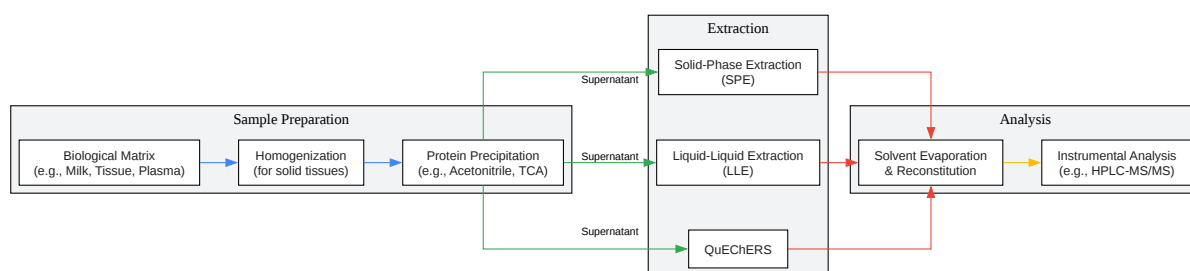 Extraction
Solid-Phase Extraction
(SPE)
Supernatant
Sample Preparation
Biological Matrix
(e.g., Milk, Tissue, Plasma)
Homogenization
(for solid tissues)
Protein Precipitation
(e.g., Acetonitrile, TCA)
Supernatant
Liquid-Liquid Extraction
(LLE)
Analysis
Solvent Evaporation
& Reconstitution
Instrumental Analysis
(e.g., HPLC-MS/MS)
Supernatant
QuEChERS